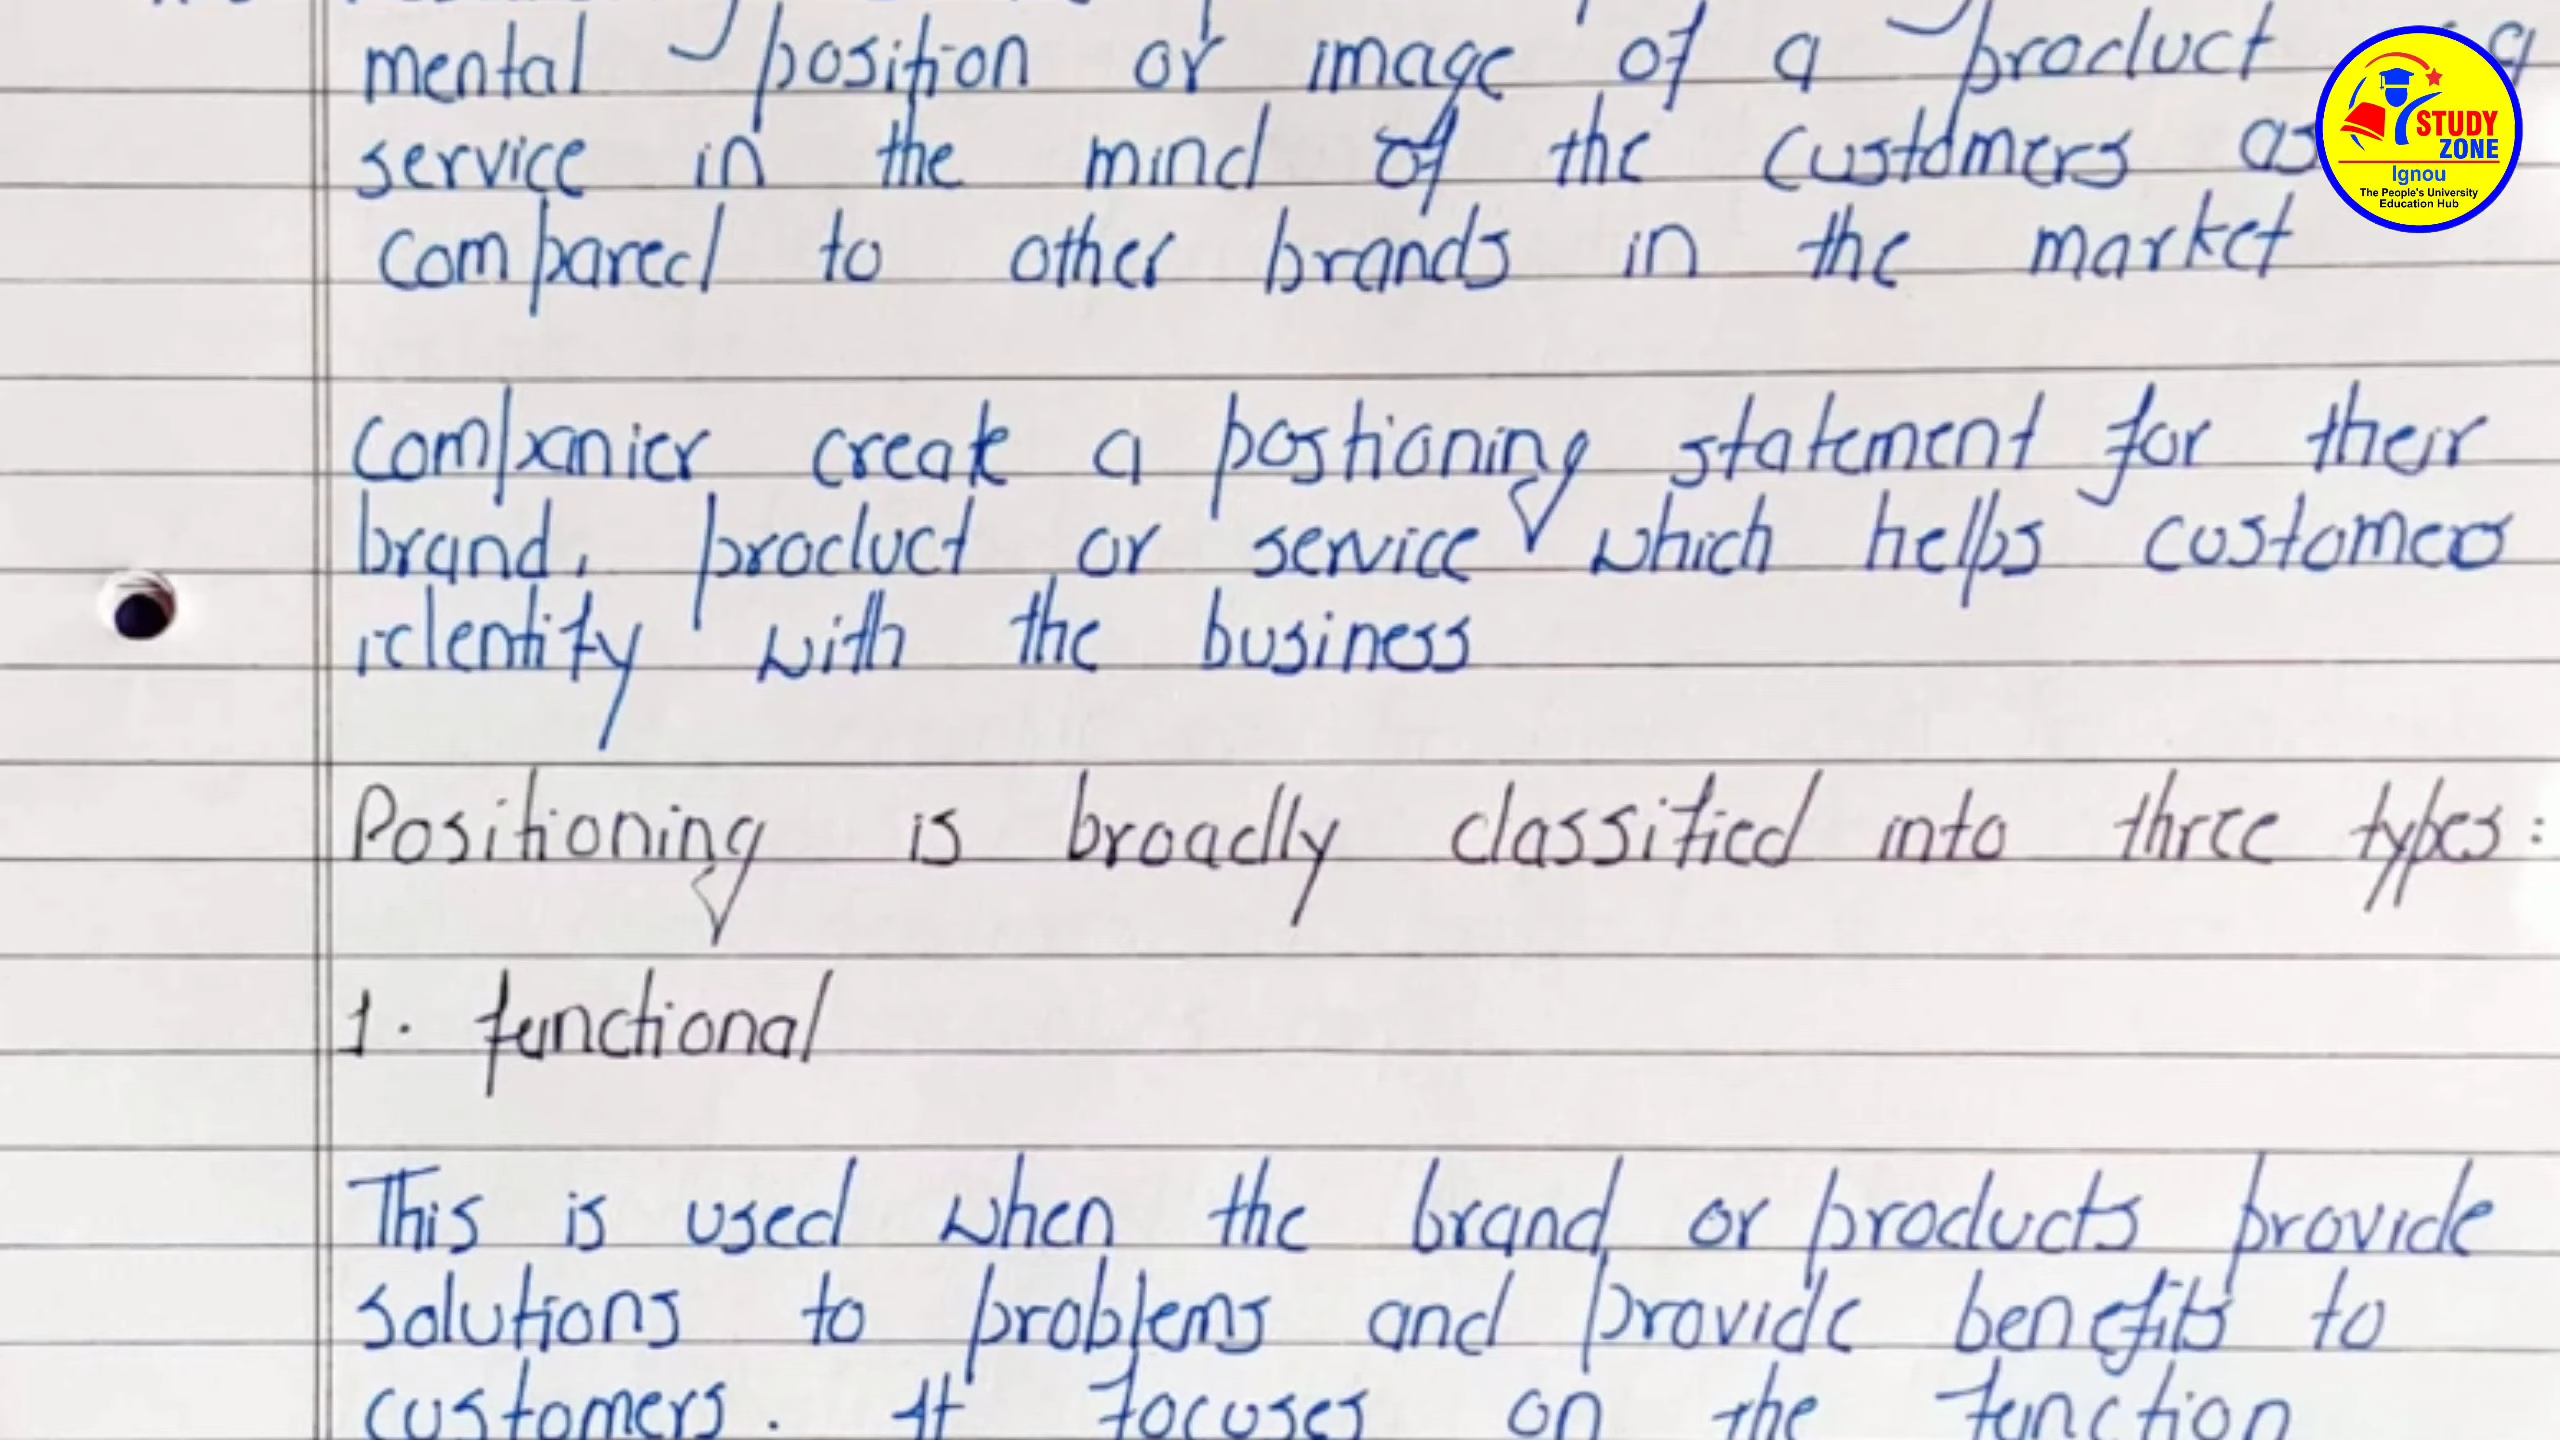 mental position or image of a product
service in the mind of the customers as
compared to other brands in the market
companies create a postioning statement for their
brand, product or service which helps customers
identify with the business
Positioning is broadly classified into three types:
1. functional
This is used when the brand or products provide
solutions to problems and provide benefits to
customers. It focuses on the function
STUDY
ZONE
Ignou
The People's University
Education Hub